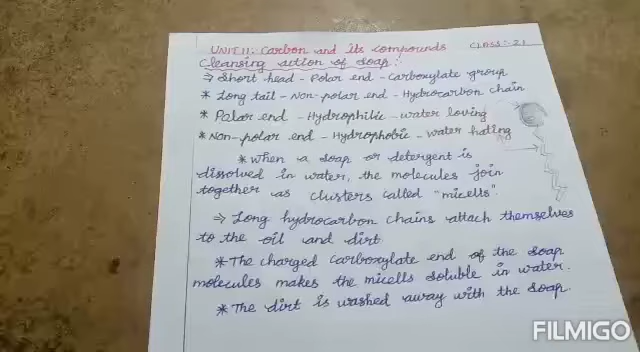 UNIT-11: Carbon and its compounds CLASS:-21
Cleansing action of soap:-
⇒ Short head - Polar end - Carboxylate group
* Long tail - Non-polar end - Hydrocarbon chain
* Polar end - Hydrophilic - water loving
* Non-polar end - Hydrophobic - water hating
* When a soap or detergent is
dissolved in water, the molecules join
together as clusters called "micells".
⇒ Long hydrocarbon chains attach themselves
to the oil and dirt
* The charged carboxylate end of the soap
molecules makes the micells soluble in water.
* The dirt is washed away with the soap.
FILMIGO